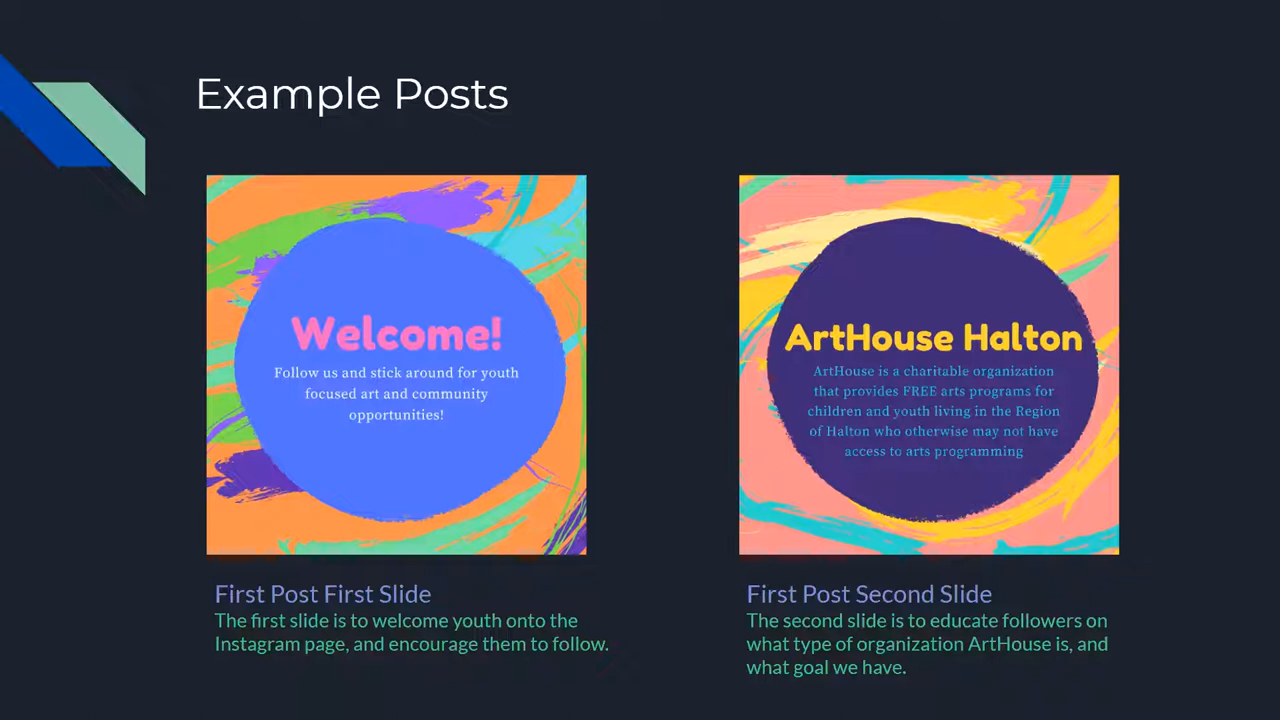 Example Posts
Welcome!
Follow us and stick around for youth
focused art and community
opportunities!
ArtHouse Halton
ArtHouse is a charitable organization
that provides FREE arts programs for
children and youth living in the Region
of Halton who otherwise may not have
access to arts programming
First Post First Slide
The first slide is to welcome youth onto the
Instagram page, and encourage them to follow.
First Post Second Slide
The second slide is to educate followers on
what type of organization ArtHouse is, and
what goal we have.